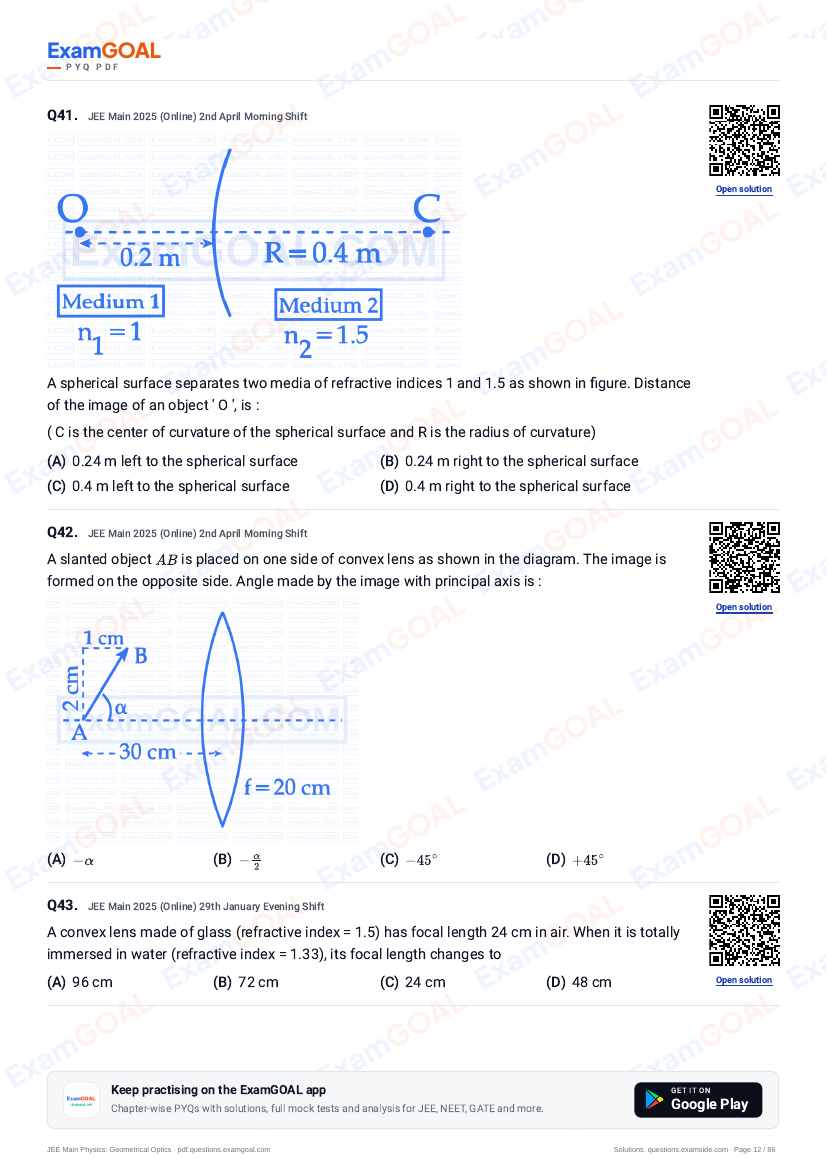 ExamGOAL
PYQ PDF
Q41. JEE Main 2025 (Online) 2nd April Morning Shift
Open solution
O
C
0.2 m
R = 0.4 m
Medium 1
n1 = 1
Medium 2
n2 = 1.5
A spherical surface separates two media of refractive indices 1 and 1.5 as shown in figure. Distance
of the image of an object ' O ', is :
( C is the center of curvature of the spherical surface and R is the radius of curvature)
(A) 0.24 m left to the spherical surface (B) 0.24 m right to the spherical surface
(C) 0.4 m left to the spherical surface (D) 0.4 m right to the spherical surface
Q42. JEE Main 2025 (Online) 2nd April Morning Shift
Open solution
A slanted object AB is placed on one side of convex lens as shown in the diagram. The image is
formed on the opposite side. Angle made by the image with principal axis is :
1 cm
B
2 cm
α
A
30 cm
f = 20 cm
(A) −α (B) −α/2 (C) −45° (D) +45°
Q43. JEE Main 2025 (Online) 29th January Evening Shift
Open solution
A convex lens made of glass (refractive index = 1.5) has focal length 24 cm in air. When it is totally
immersed in water (refractive index = 1.33), its focal length changes to
(A) 96 cm (B) 72 cm (C) 24 cm (D) 48 cm
Keep practising on the ExamGOAL app
Chapter-wise PYQs with solutions, full mock tests and analysis for JEE, NEET, GATE and more.
GET IT ON
Google Play
JEE Main Physics: Geometrical Optics · pdf.questions.examgoal.com
Solutions: questions.examside.com · Page 12 / 86